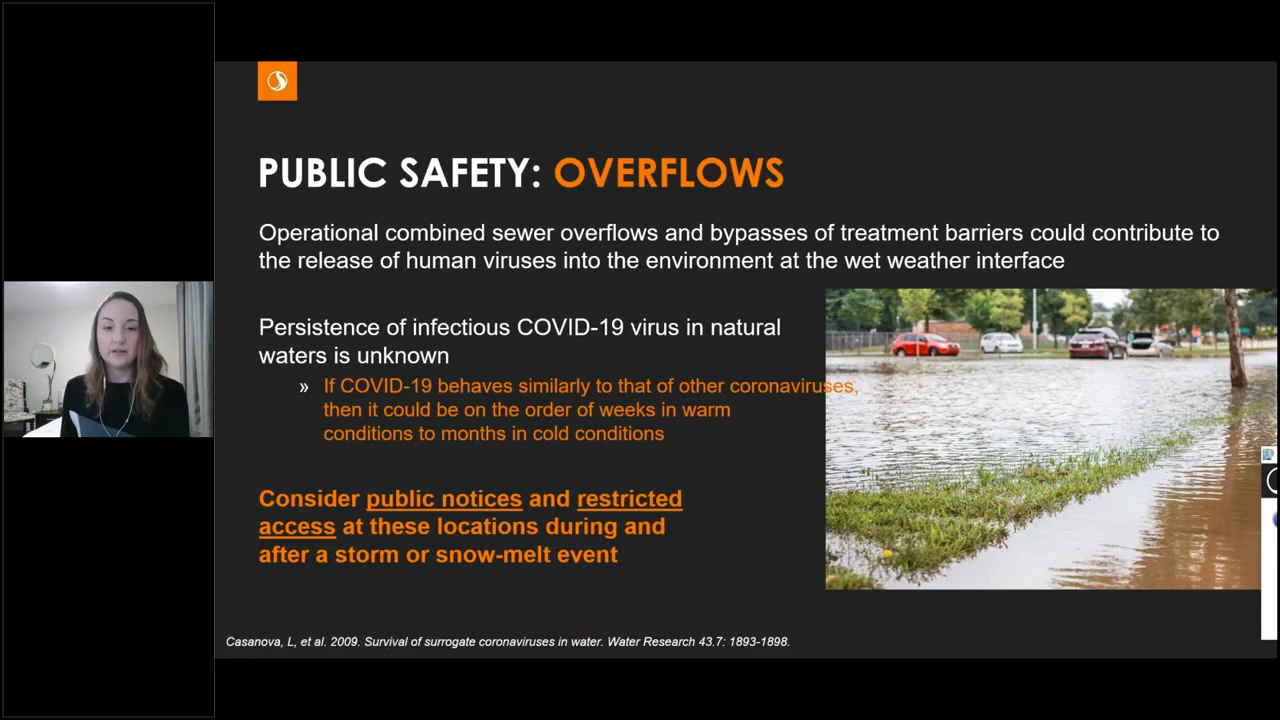 PUBLIC SAFETY: OVERFLOWS
Operational combined sewer overflows and bypasses of treatment barriers could contribute to
the release of human viruses into the environment at the wet weather interface
Persistence of infectious COVID-19 virus in natural
waters is unknown
» If COVID-19 behaves similarly to that of other coronaviruses,
then it could be on the order of weeks in warm
conditions to months in cold conditions
Consider public notices and restricted
access at these locations during and
after a storm or snow-melt event
Casanova, L, et al. 2009. Survival of surrogate coronaviruses in water. Water Research 43.7: 1893-1898.